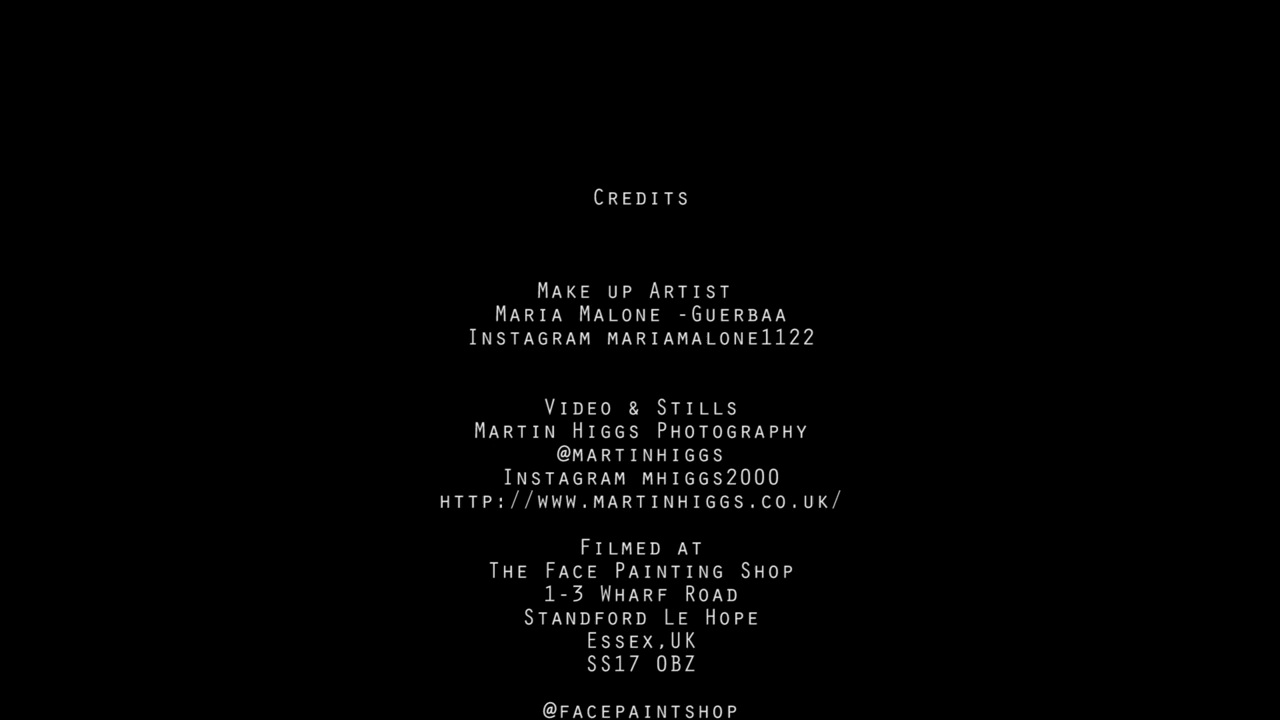 Credits
Make up Artist
Maria Malone -Guerbaa
Instagram mariamalone1122
Video & Stills
Martin Higgs Photography
@martinhiggs
Instagram mhiggs2000
http://www.martinhiggs.co.uk/
Filmed at
The Face Painting Shop
1-3 Wharf Road
Standford Le Hope
Essex,UK
SS17 0BZ
@facepaintshop